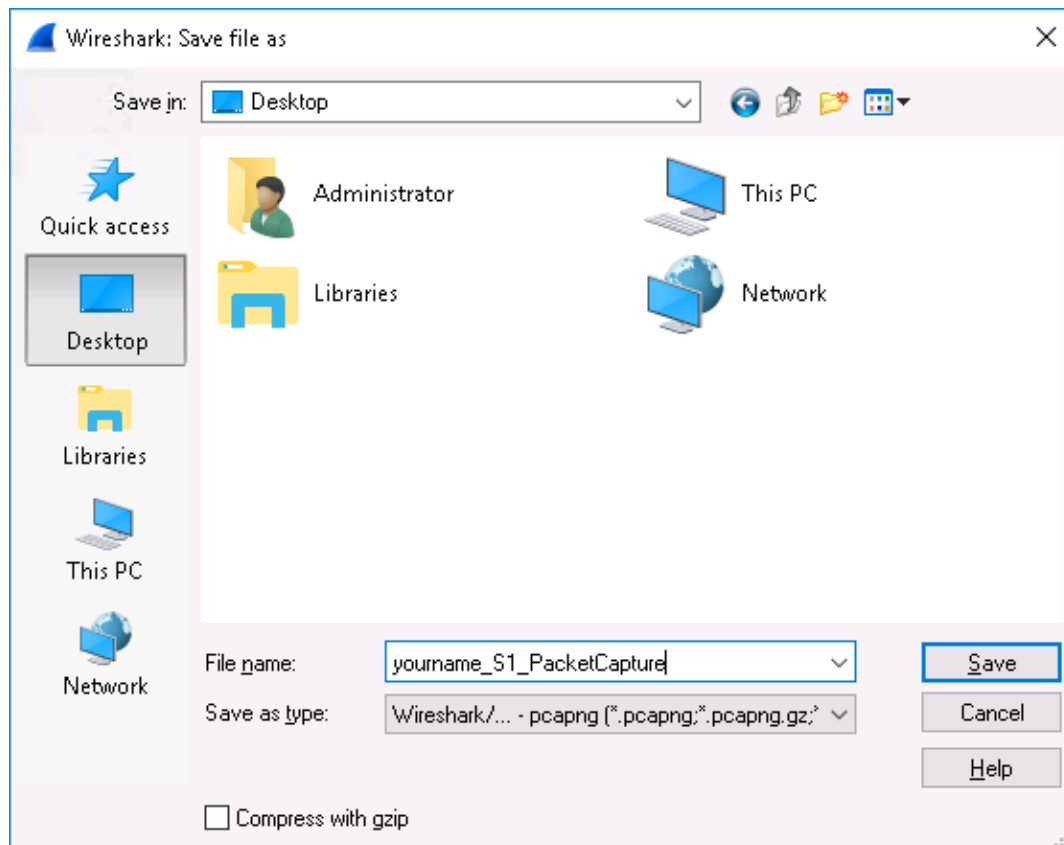 Wireshark: Save file as
Save in: Desktop
Quick access
Desktop
Libraries
This PC
Network
Administrator
This PC
Libraries
Network
File name: yourname_S1_PacketCapture
Save
Save as type: Wireshark/... - pcapng (*.pcapng;*.pcapng.gz;*
Cancel
Help
Compress with gzip